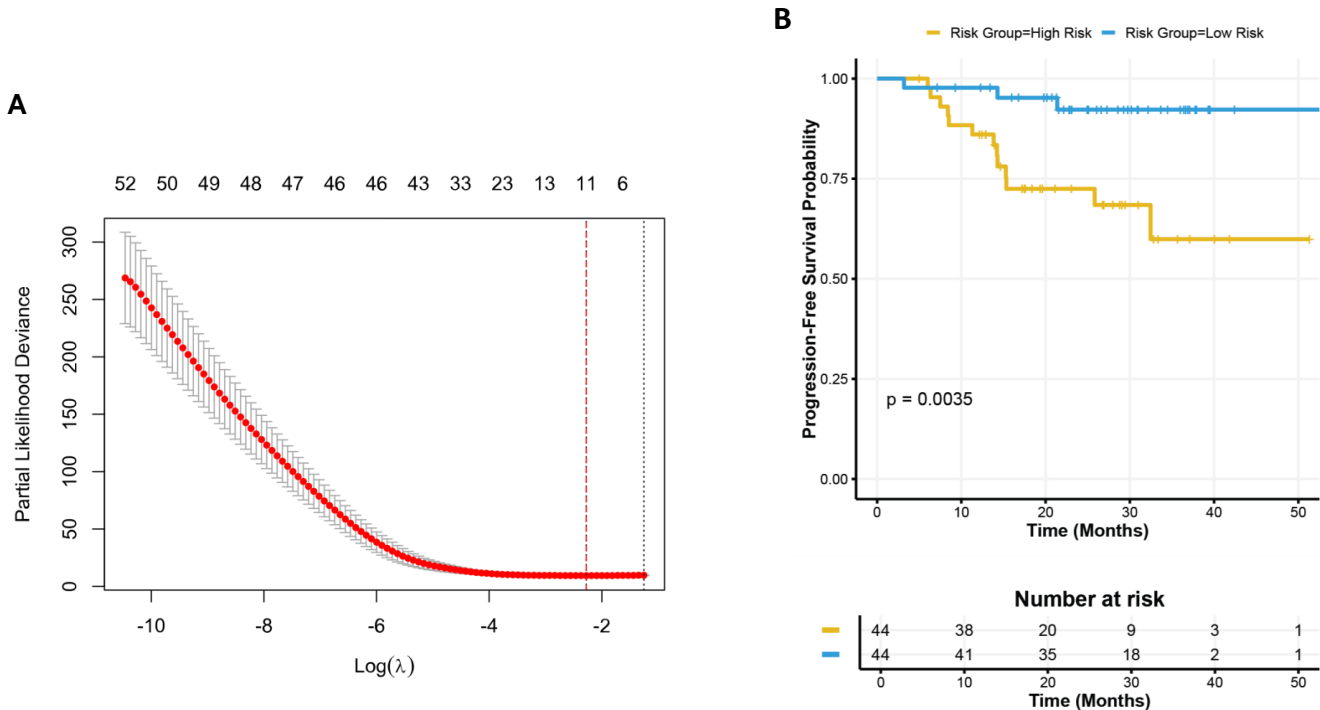 A
52 50 49 48 47 46 46 43 33 23 13 11 6
Partial Likelihood Deviance
300
250
200
150
100
50
0
-10 -8 -6 -4 -2
Log(λ)
B
Risk Group=High Risk Risk Group=Low Risk
Progression-Free Survival Probability
1.00
0.75
0.50
0.25
0.00
p = 0.0035
0 10 20 30 40 50
Time (Months)
Number at risk
44 38 20 9 3 1
44 41 35 18 2 1
0 10 20 30 40 50
Time (Months)